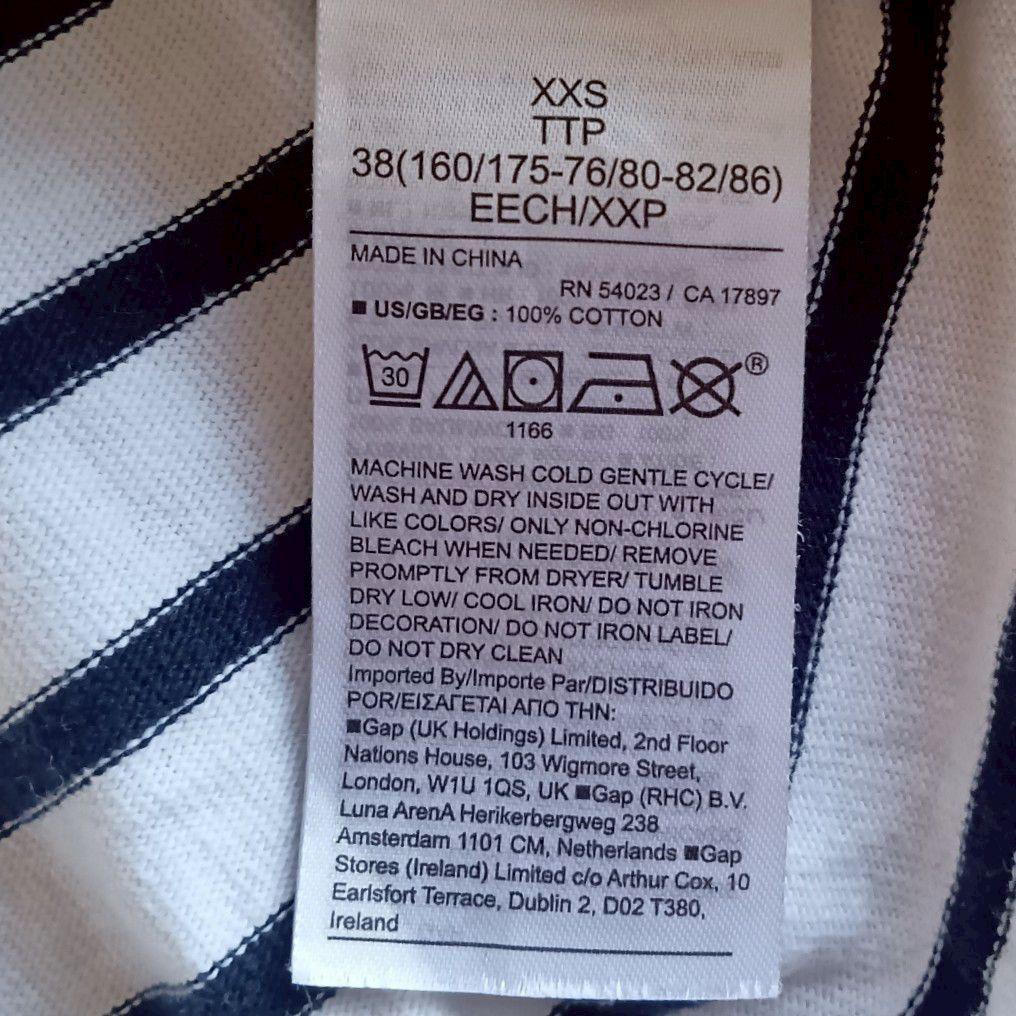 XXS
TTP
38(160/175-76/80-82/86)
EECH/XXP
MADE IN CHINA
RN 54023 / CA 17897
■ US/GB/EG : 100% COTTON
30
®
1166
MACHINE WASH COLD GENTLE CYCLE/
WASH AND DRY INSIDE OUT WITH
LIKE COLORS/ ONLY NON-CHLORINE
BLEACH WHEN NEEDED/ REMOVE
PROMPTLY FROM DRYER/ TUMBLE
DRY LOW/ COOL IRON/ DO NOT IRON
DECORATION/ DO NOT IRON LABEL/
DO NOT DRY CLEAN
Imported By/Importe Par/DISTRIBUIDO
POR/ΕΙΣΑΓΕΤΑΙ ΑΠΟ ΤΗΝ:
■Gap (UK Holdings) Limited, 2nd Floor
Nations House, 103 Wigmore Street,
London, W1U 1QS, UK ■Gap (RHC) B.V.
Luna ArenA Herikerbergweg 238
Amsterdam 1101 CM, Netherlands ■Gap
Stores (Ireland) Limited c/o Arthur Cox, 10
Earlsfort Terrace, Dublin 2, D02 T380,
Ireland